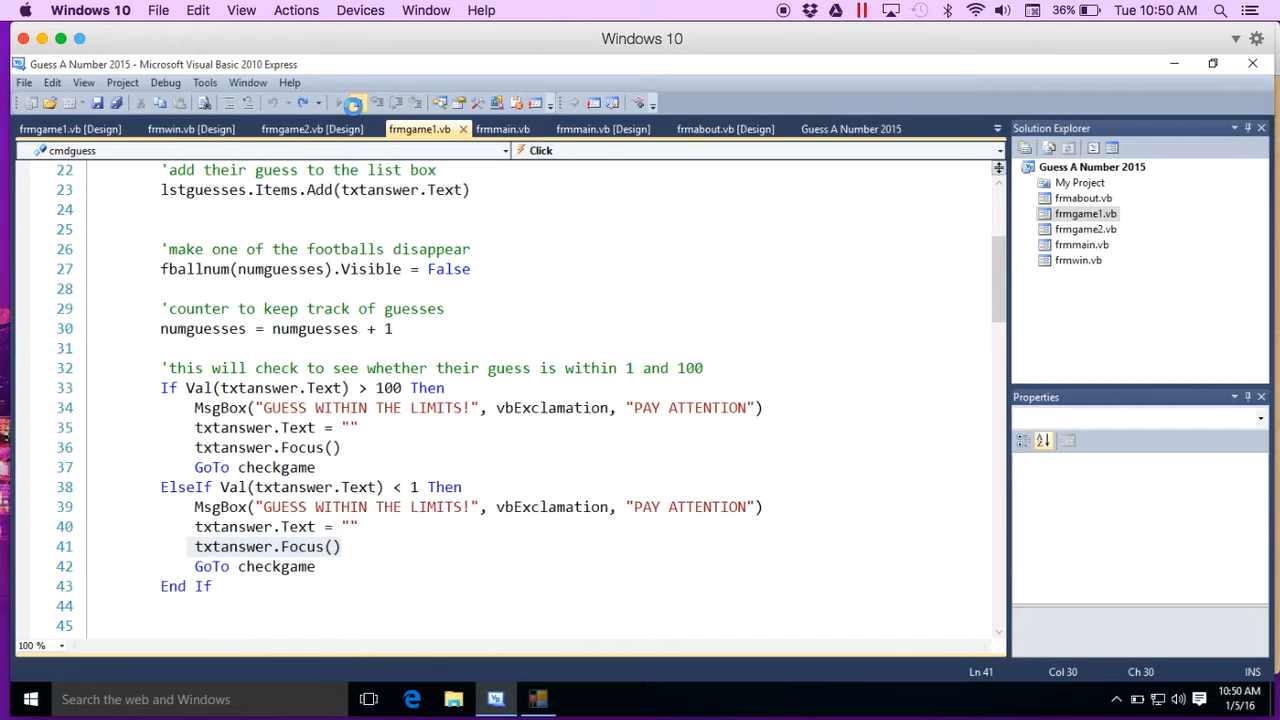 Windows 10 File Edit View Actions Devices Window Help 36% Tue 10:50 AM
Windows 10
Guess A Number 2015 - Microsoft Visual Basic 2010 Express
File Edit View Project Debug Tools Window Help
frmgame1.vb [Design] frmwin.vb [Design] frmgame2.vb [Design] frmgame1.vb frmmain.vb frmmain.vb [Design] frmabout.vb [Design] Guess A Number 2015
cmdguess Click
22 'add their guess to the list box
23 lstguesses.Items.Add(txtanswer.Text)
24
25
26 'make one of the footballs disappear
27 fballnum(numguesses).Visible = False
28
29 'counter to keep track of guesses
30 numguesses = numguesses + 1
31
32 'this will check to see whether their guess is within 1 and 100
33 If Val(txtanswer.Text) > 100 Then
34 MsgBox("GUESS WITHIN THE LIMITS!", vbExclamation, "PAY ATTENTION")
35 txtanswer.Text = ""
36 txtanswer.Focus()
37 GoTo checkgame
38 ElseIf Val(txtanswer.Text) < 1 Then
39 MsgBox("GUESS WITHIN THE LIMITS!", vbExclamation, "PAY ATTENTION")
40 txtanswer.Text = ""
41 txtanswer.Focus()
42 GoTo checkgame
43 End If
44
45
100 %
Solution Explorer
Guess A Number 2015
My Project
frmabout.vb
frmgame1.vb
frmgame2.vb
frmmain.vb
frmwin.vb
Properties
Ln 41 Col 30 Ch 30 INS
Search the web and Windows
10:50 AM
1/5/16